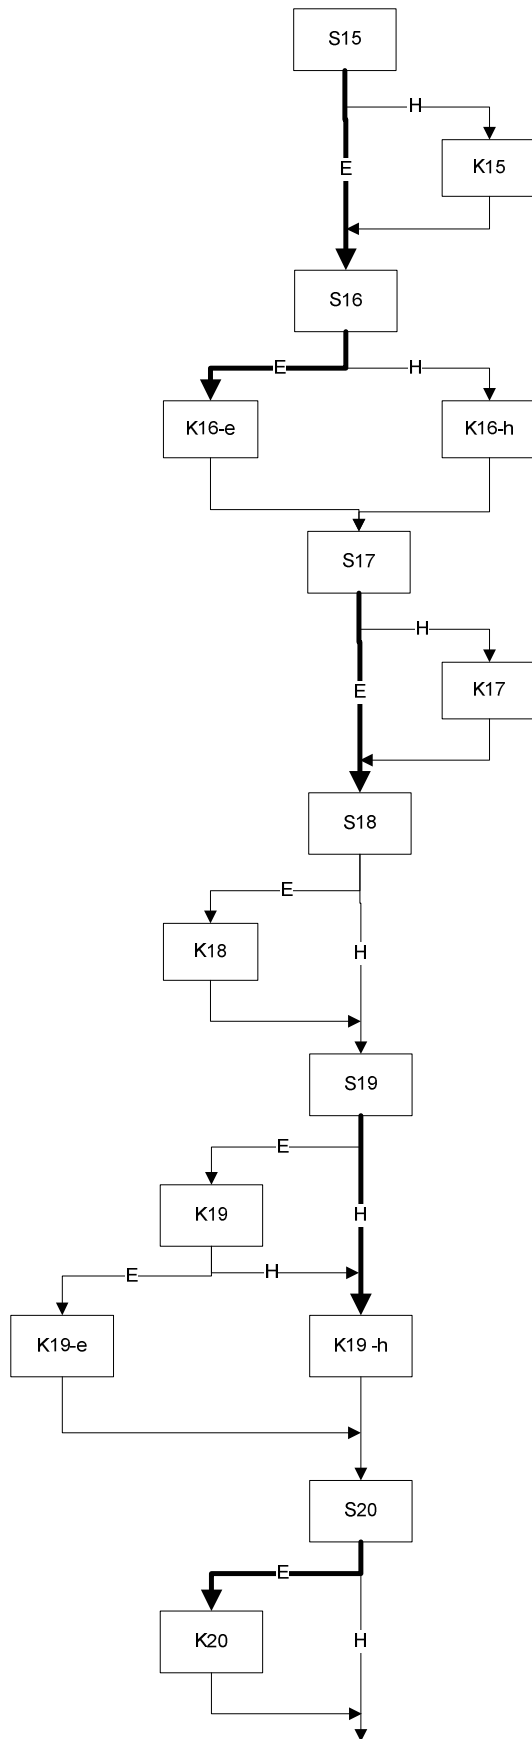 S15
H
K15
E
S16
E
H
K16-e
K16-h
S17
H
K17
E
S18
E
K18
H
S19
E
K19
H
E
H
K19-e
K19 -h
S20
E
K20
H